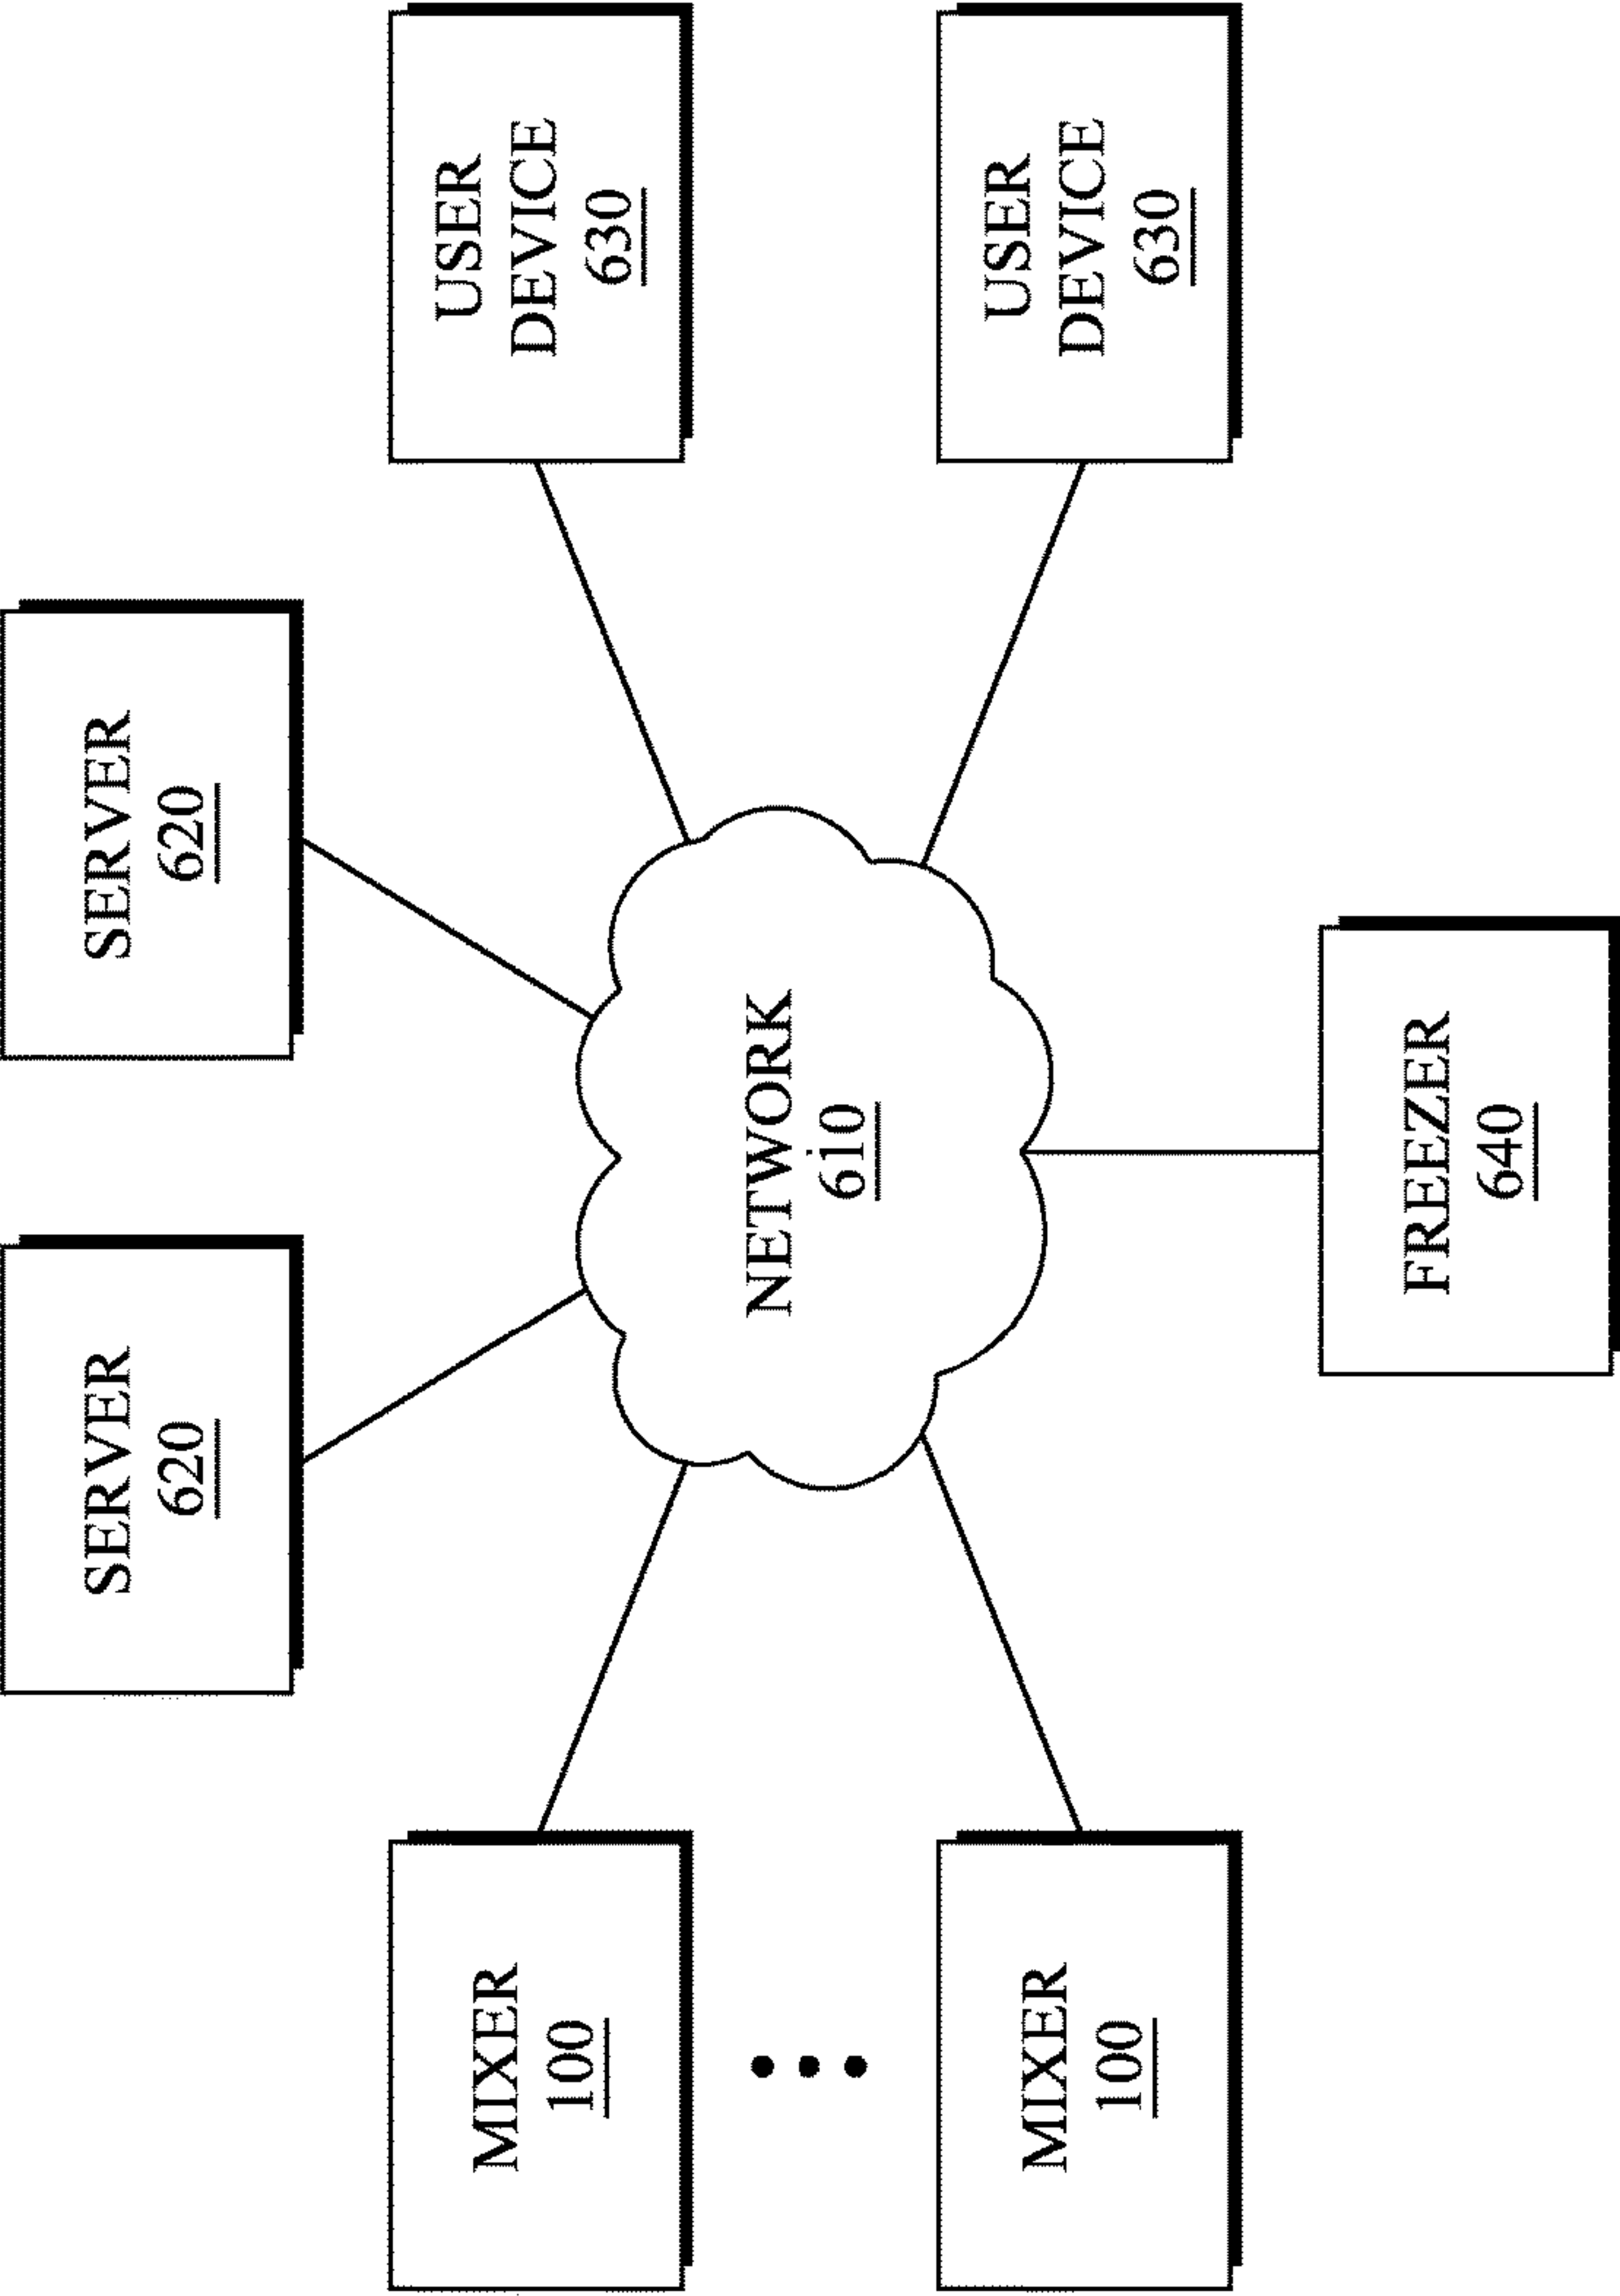 SERVER
620
SERVER
620
MIXER
100
MIXER
100
NETWORK
610
USER
DEVICE
630
USER
DEVICE
630
FREEZER
640